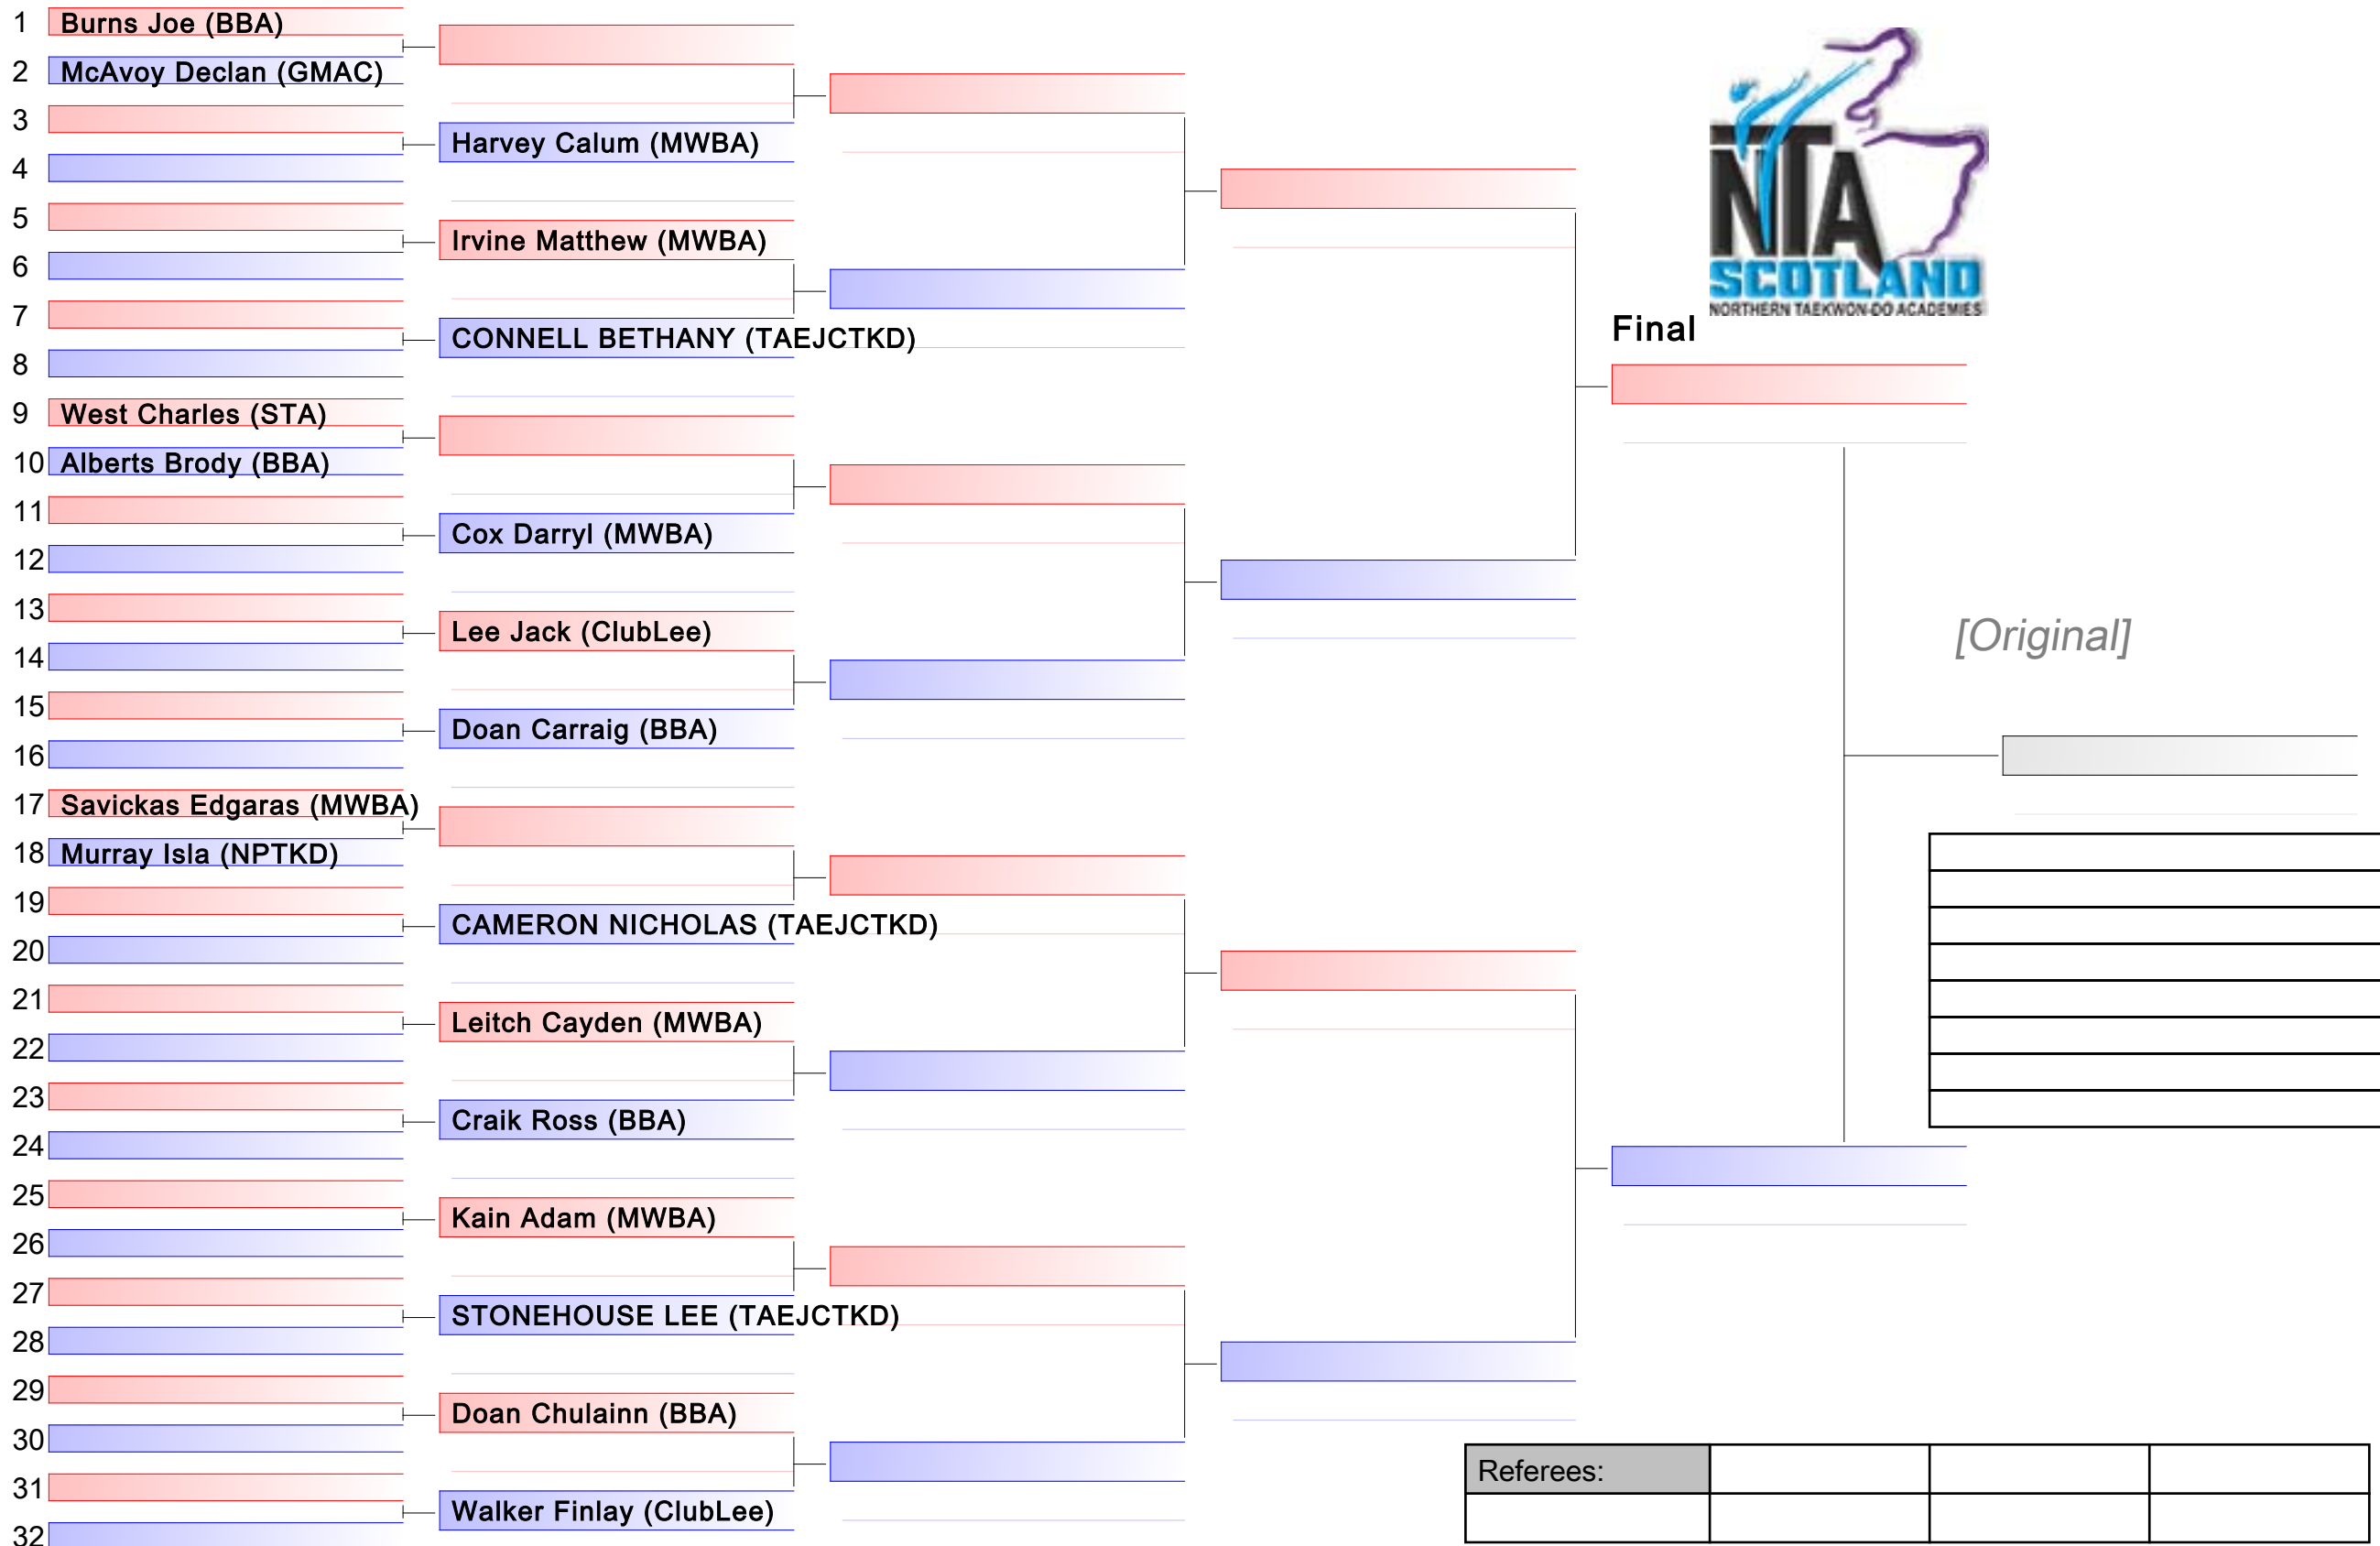 1 Burns Joe (BBA)
2 McAvoy Declan (GMAC)
3
Harvey Calum (MWBA)
4
5
Irvine Matthew (MWBA)
6
7
CONNELL BETHANY (TAEJCTKD)
8
9 West Charles (STA)
10 Alberts Brody (BBA)
11
Cox Darryl (MWBA)
12
13
Lee Jack (ClubLee)
14
15
Doan Carraig (BBA)
16
17 Savickas Edgaras (MWBA)
18 Murray Isla (NPTKD)
19
CAMERON NICHOLAS (TAEJCTKD)
20
21
Leitch Cayden (MWBA)
22
23
Craik Ross (BBA)
24
25
Kain Adam (MWBA)
26
27
STONEHOUSE LEE (TAEJCTKD)
28
29
Doan Chulainn (BBA)
30
31
Walker Finlay (ClubLee)
32
NTA
SCOTLAND
NORTHERN TAEKWON-DO ACADEMIES
Final
[Original]
Referees: